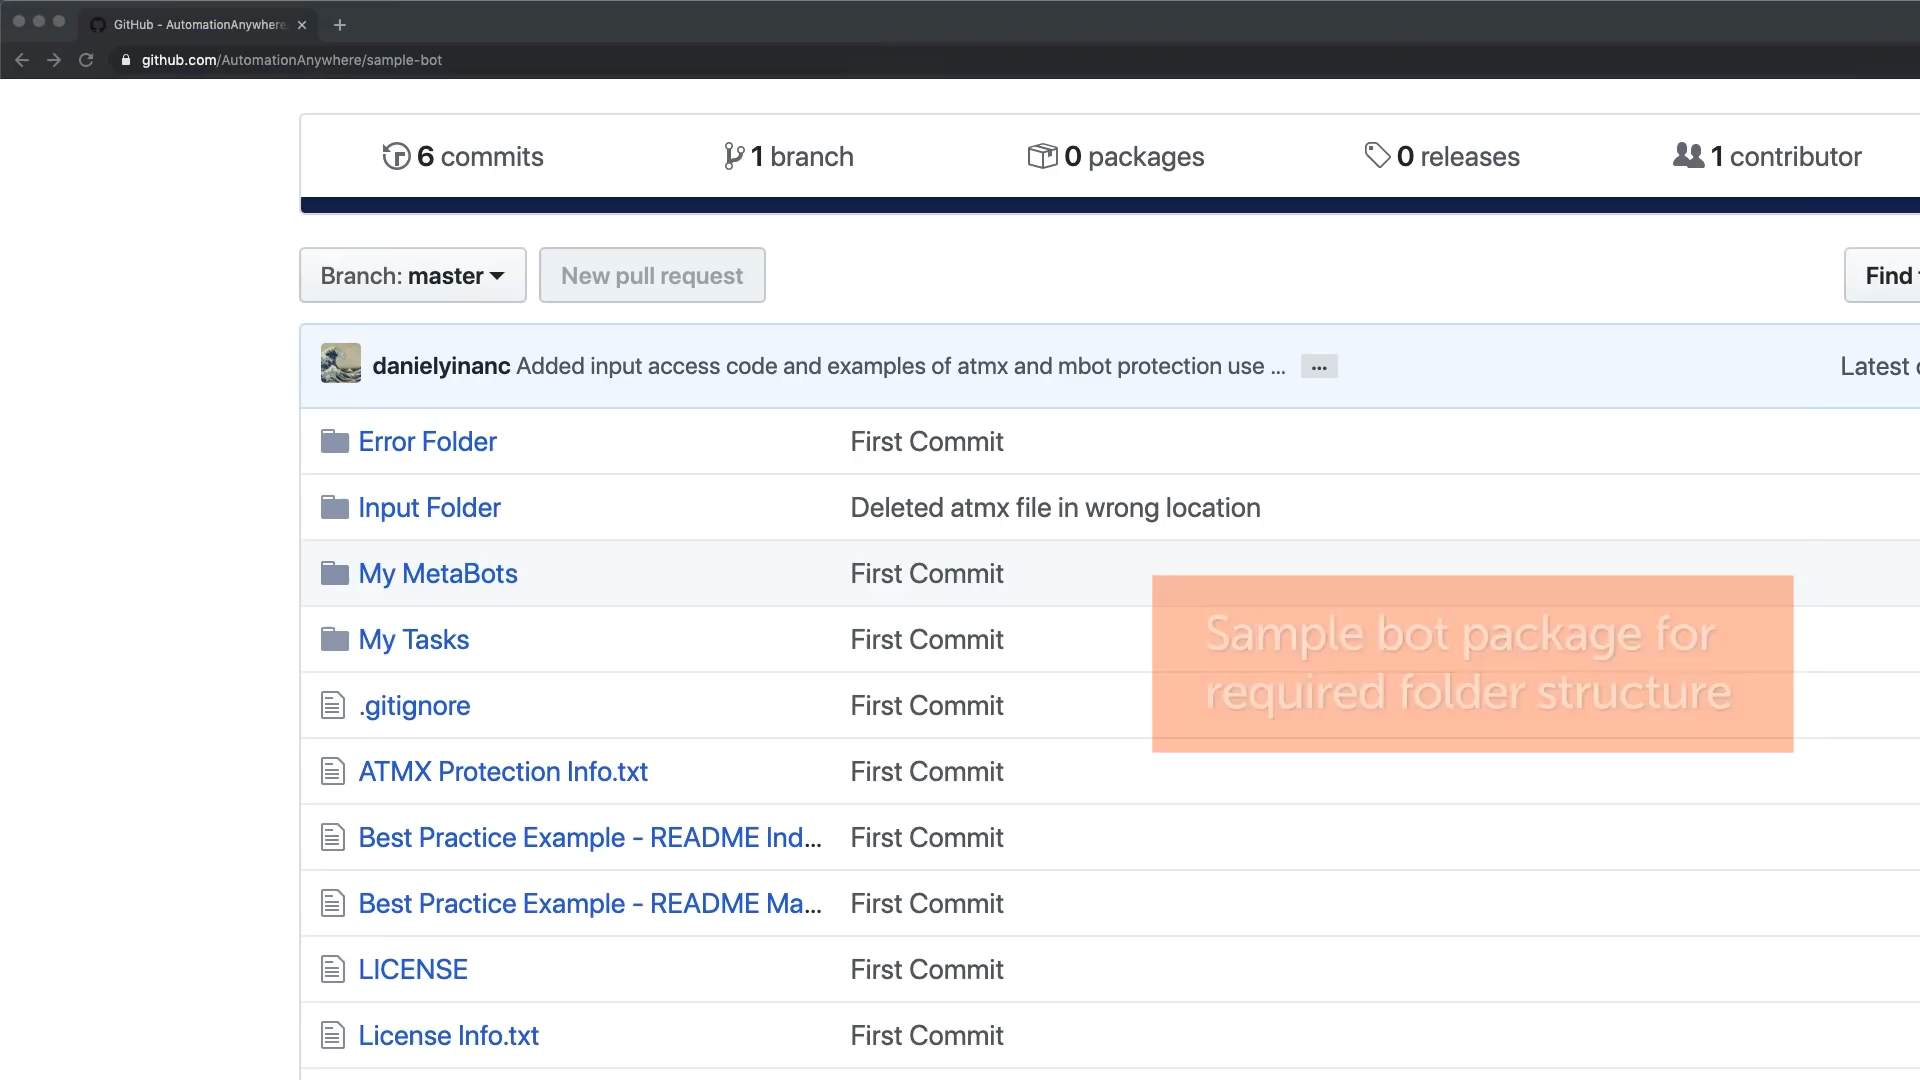 GitHub - AutomationAnywhere
github.com/AutomationAnywhere/sample-bot
6 commits
1 branch
0 packages
0 releases
1 contributor
Branch: master
New pull request
Find
danielyinanc Added input access code and examples of atmx and mbot protection use ...
...
Latest
Error Folder First Commit
Input Folder Deleted atmx file in wrong location
My MetaBots First Commit
My Tasks First Commit
.gitignore First Commit
ATMX Protection Info.txt First Commit
Best Practice Example - README Ind... First Commit
Best Practice Example - README Ma... First Commit
LICENSE First Commit
License Info.txt First Commit
Sample bot package for
required folder structure